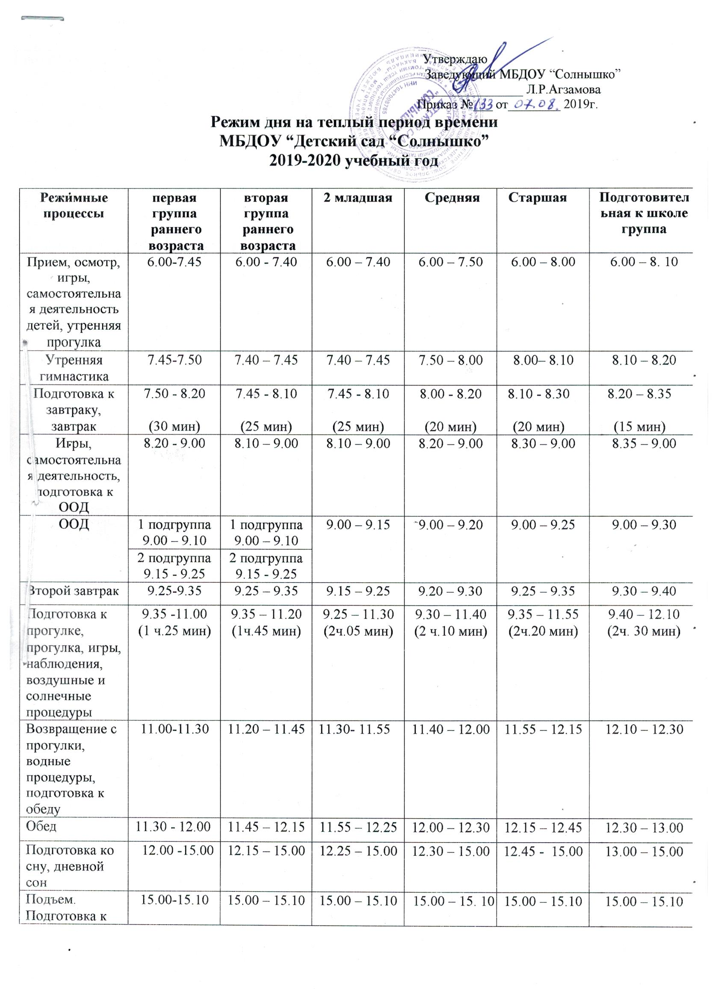 Утверждаю
Заведующий МБДОУ “Солнышко”
Л.Р.Агзамова
Приказ № 133 от 07.08. 2019г.
Режим дня на теплый период времени
МБДОУ “Детский сад “Солнышко”
2019-2020 учебный год
Режимные процессы | первая группа раннего возраста | вторая группа раннего возраста | 2 младшая | Средняя | Старшая | Подготовительная к школе группа
Прием, осмотр, игры, самостоятельная деятельность детей, утренняя прогулка | 6.00-7.45 | 6.00 - 7.40 | 6.00 – 7.40 | 6.00 – 7.50 | 6.00 – 8.00 | 6.00 – 8. 10
Утренняя гимнастика | 7.45-7.50 | 7.40 – 7.45 | 7.40 – 7.45 | 7.50 – 8.00 | 8.00– 8.10 | 8.10 – 8.20
Подготовка к завтраку, завтрак | 7.50 - 8.20 (30 мин) | 7.45 - 8.10 (25 мин) | 7.45 - 8.10 (25 мин) | 8.00 - 8.20 (20 мин) | 8.10 - 8.30 (20 мин) | 8.20 – 8.35 (15 мин)
Игры, самостоятельная деятельность, подготовка к ООД | 8.20 - 9.00 | 8.10 – 9.00 | 8.10 – 9.00 | 8.20 – 9.00 | 8.30 – 9.00 | 8.35 – 9.00
ООД | 1 подгруппа 9.00 – 9.10 | 1 подгруппа 9.00 – 9.10 | 9.00 – 9.15 | 9.00 – 9.20 | 9.00 – 9.25 | 9.00 – 9.30
2 подгруппа 9.15 - 9.25 | 2 подгруппа 9.15 - 9.25
Второй завтрак | 9.25-9.35 | 9.25 – 9.35 | 9.15 – 9.25 | 9.20 – 9.30 | 9.25 – 9.35 | 9.30 – 9.40
Подготовка к прогулке, прогулка, игры, наблюдения, воздушные и солнечные процедуры | 9.35 -11.00 (1 ч.25 мин) | 9.35 – 11.20 (1ч.45 мин) | 9.25 – 11.30 (2ч.05 мин) | 9.30 – 11.40 (2 ч.10 мин) | 9.35 – 11.55 (2ч.20 мин) | 9.40 – 12.10 (2ч. 30 мин)
Возвращение с прогулки, водные процедуры, подготовка к обеду | 11.00-11.30 | 11.20 – 11.45 | 11.30- 11.55 | 11.40 – 12.00 | 11.55 – 12.15 | 12.10 – 12.30
Обед | 11.30 - 12.00 | 11.45 – 12.15 | 11.55 – 12.25 | 12.00 – 12.30 | 12.15 – 12.45 | 12.30 – 13.00
Подготовка ко сну, дневной сон | 12.00 -15.00 | 12.15 – 15.00 | 12.25 – 15.00 | 12.30 – 15.00 | 12.45 - 15.00 | 13.00 – 15.00
Подъем. Подготовка к | 15.00-15.10 | 15.00 – 15.10 | 15.00 – 15.10 | 15.00 – 15. 10 | 15.00 – 15.10 | 15.00 – 15.10
ИНН 1647008785